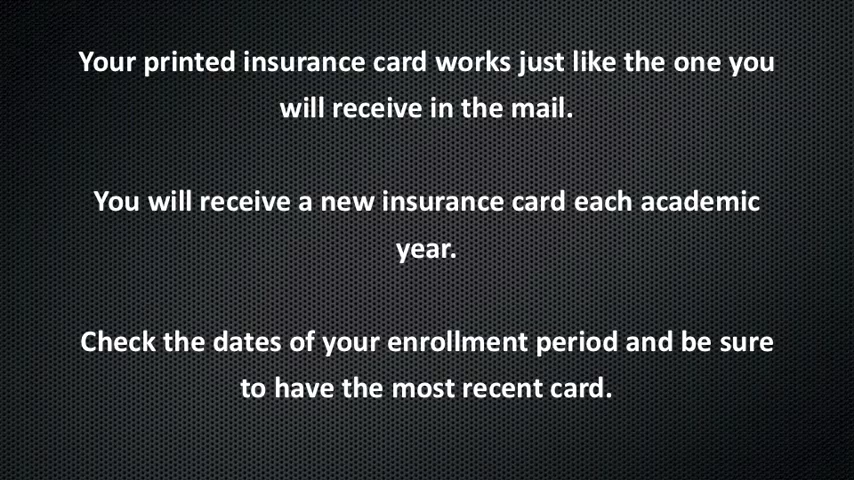 Your printed insurance card works just like the one you
will receive in the mail.
You will receive a new insurance card each academic
year.
Check the dates of your enrollment period and be sure
to have the most recent card.